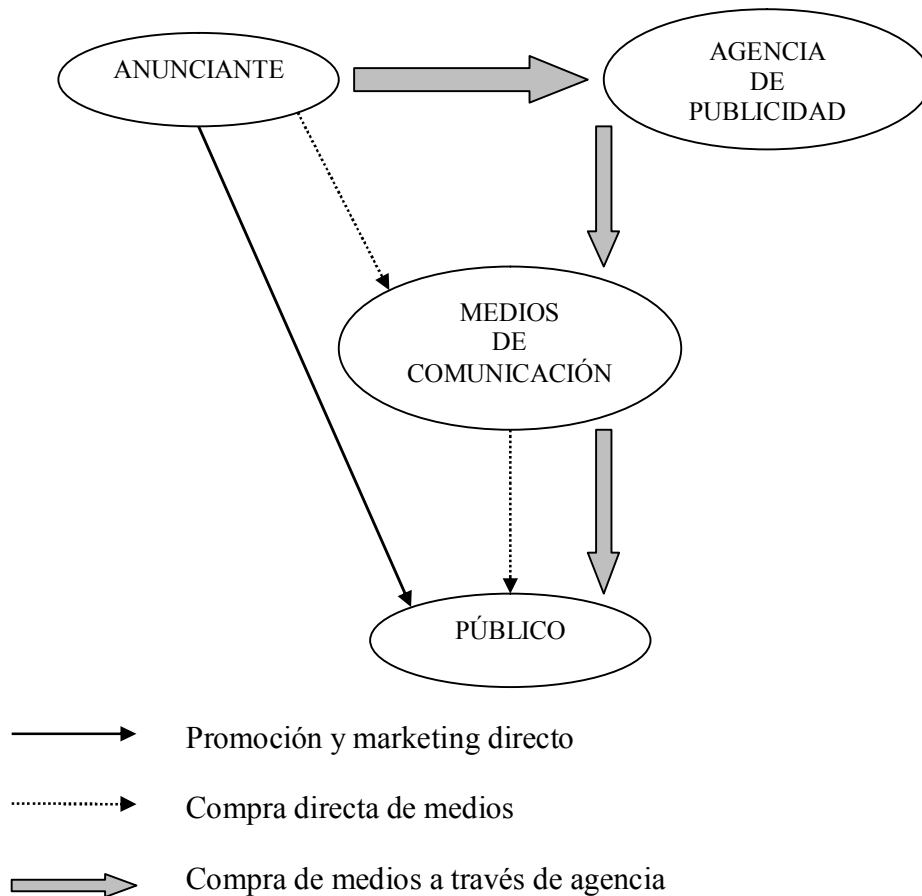 ANUNCIANTE
AGENCIA
DE
PUBLICIDAD
MEDIOS
DE
COMUNICACIÓN
PÚBLICO
Promoción y marketing directo
Compra directa de medios
Compra de medios a través de agencia